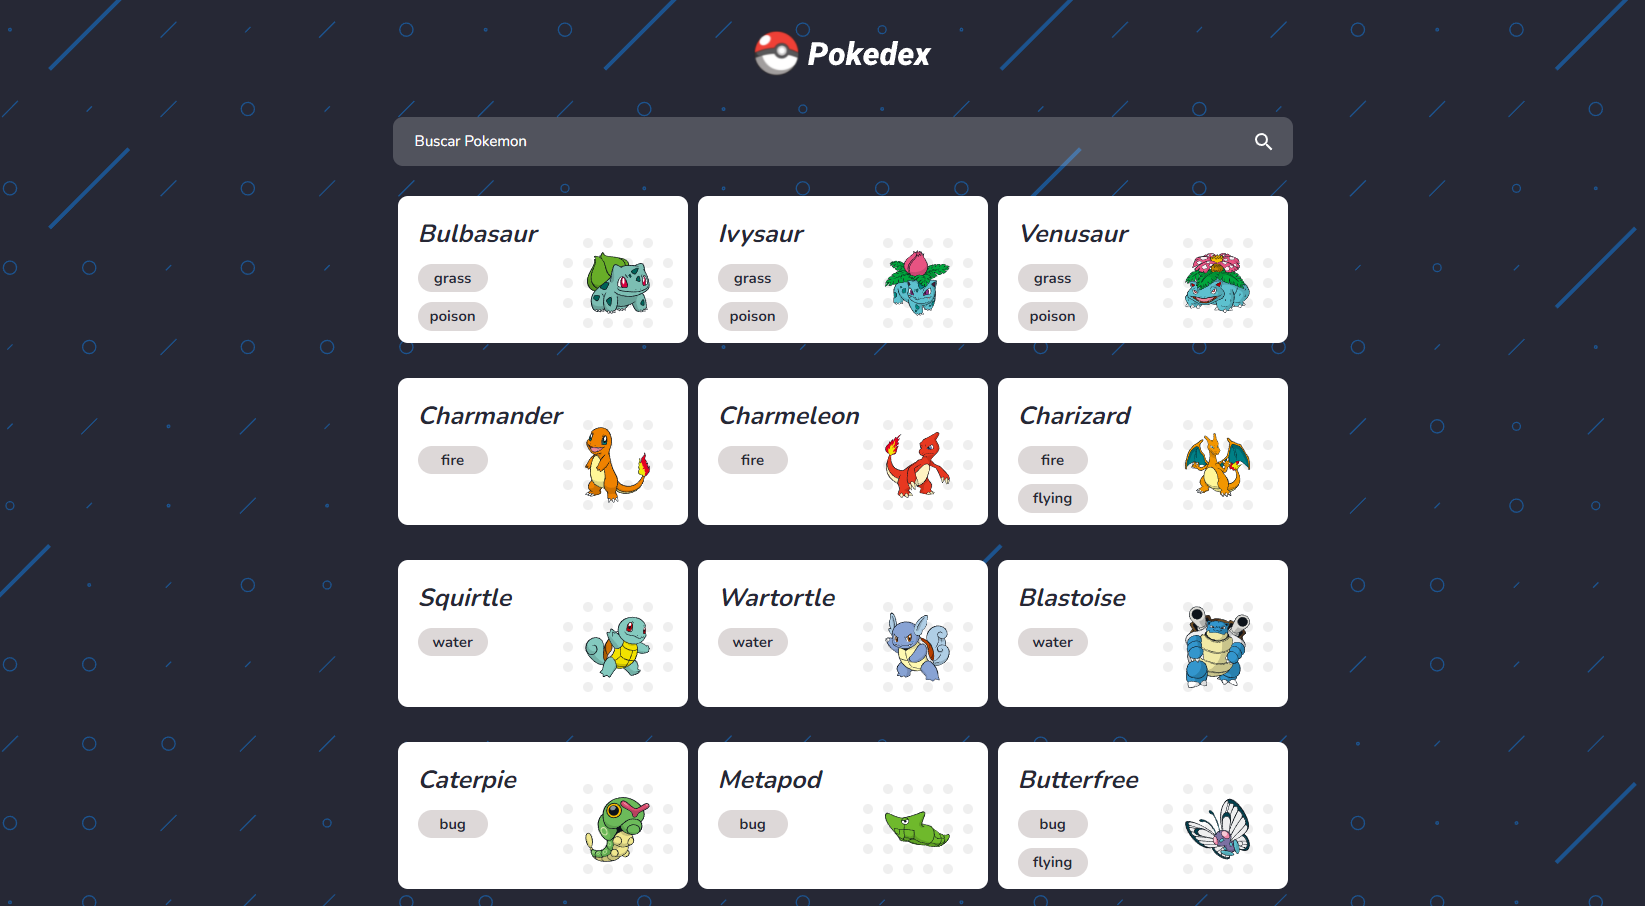 Pokedex
Buscar Pokemon
Bulbasaur
grass
poison
Ivysaur
grass
poison
Venusaur
grass
poison
Charmander
fire
Charmeleon
fire
Charizard
fire
flying
Squirtle
water
Wartortle
water
Blastoise
water
Caterpie
bug
Metapod
bug
Butterfree
bug
flying